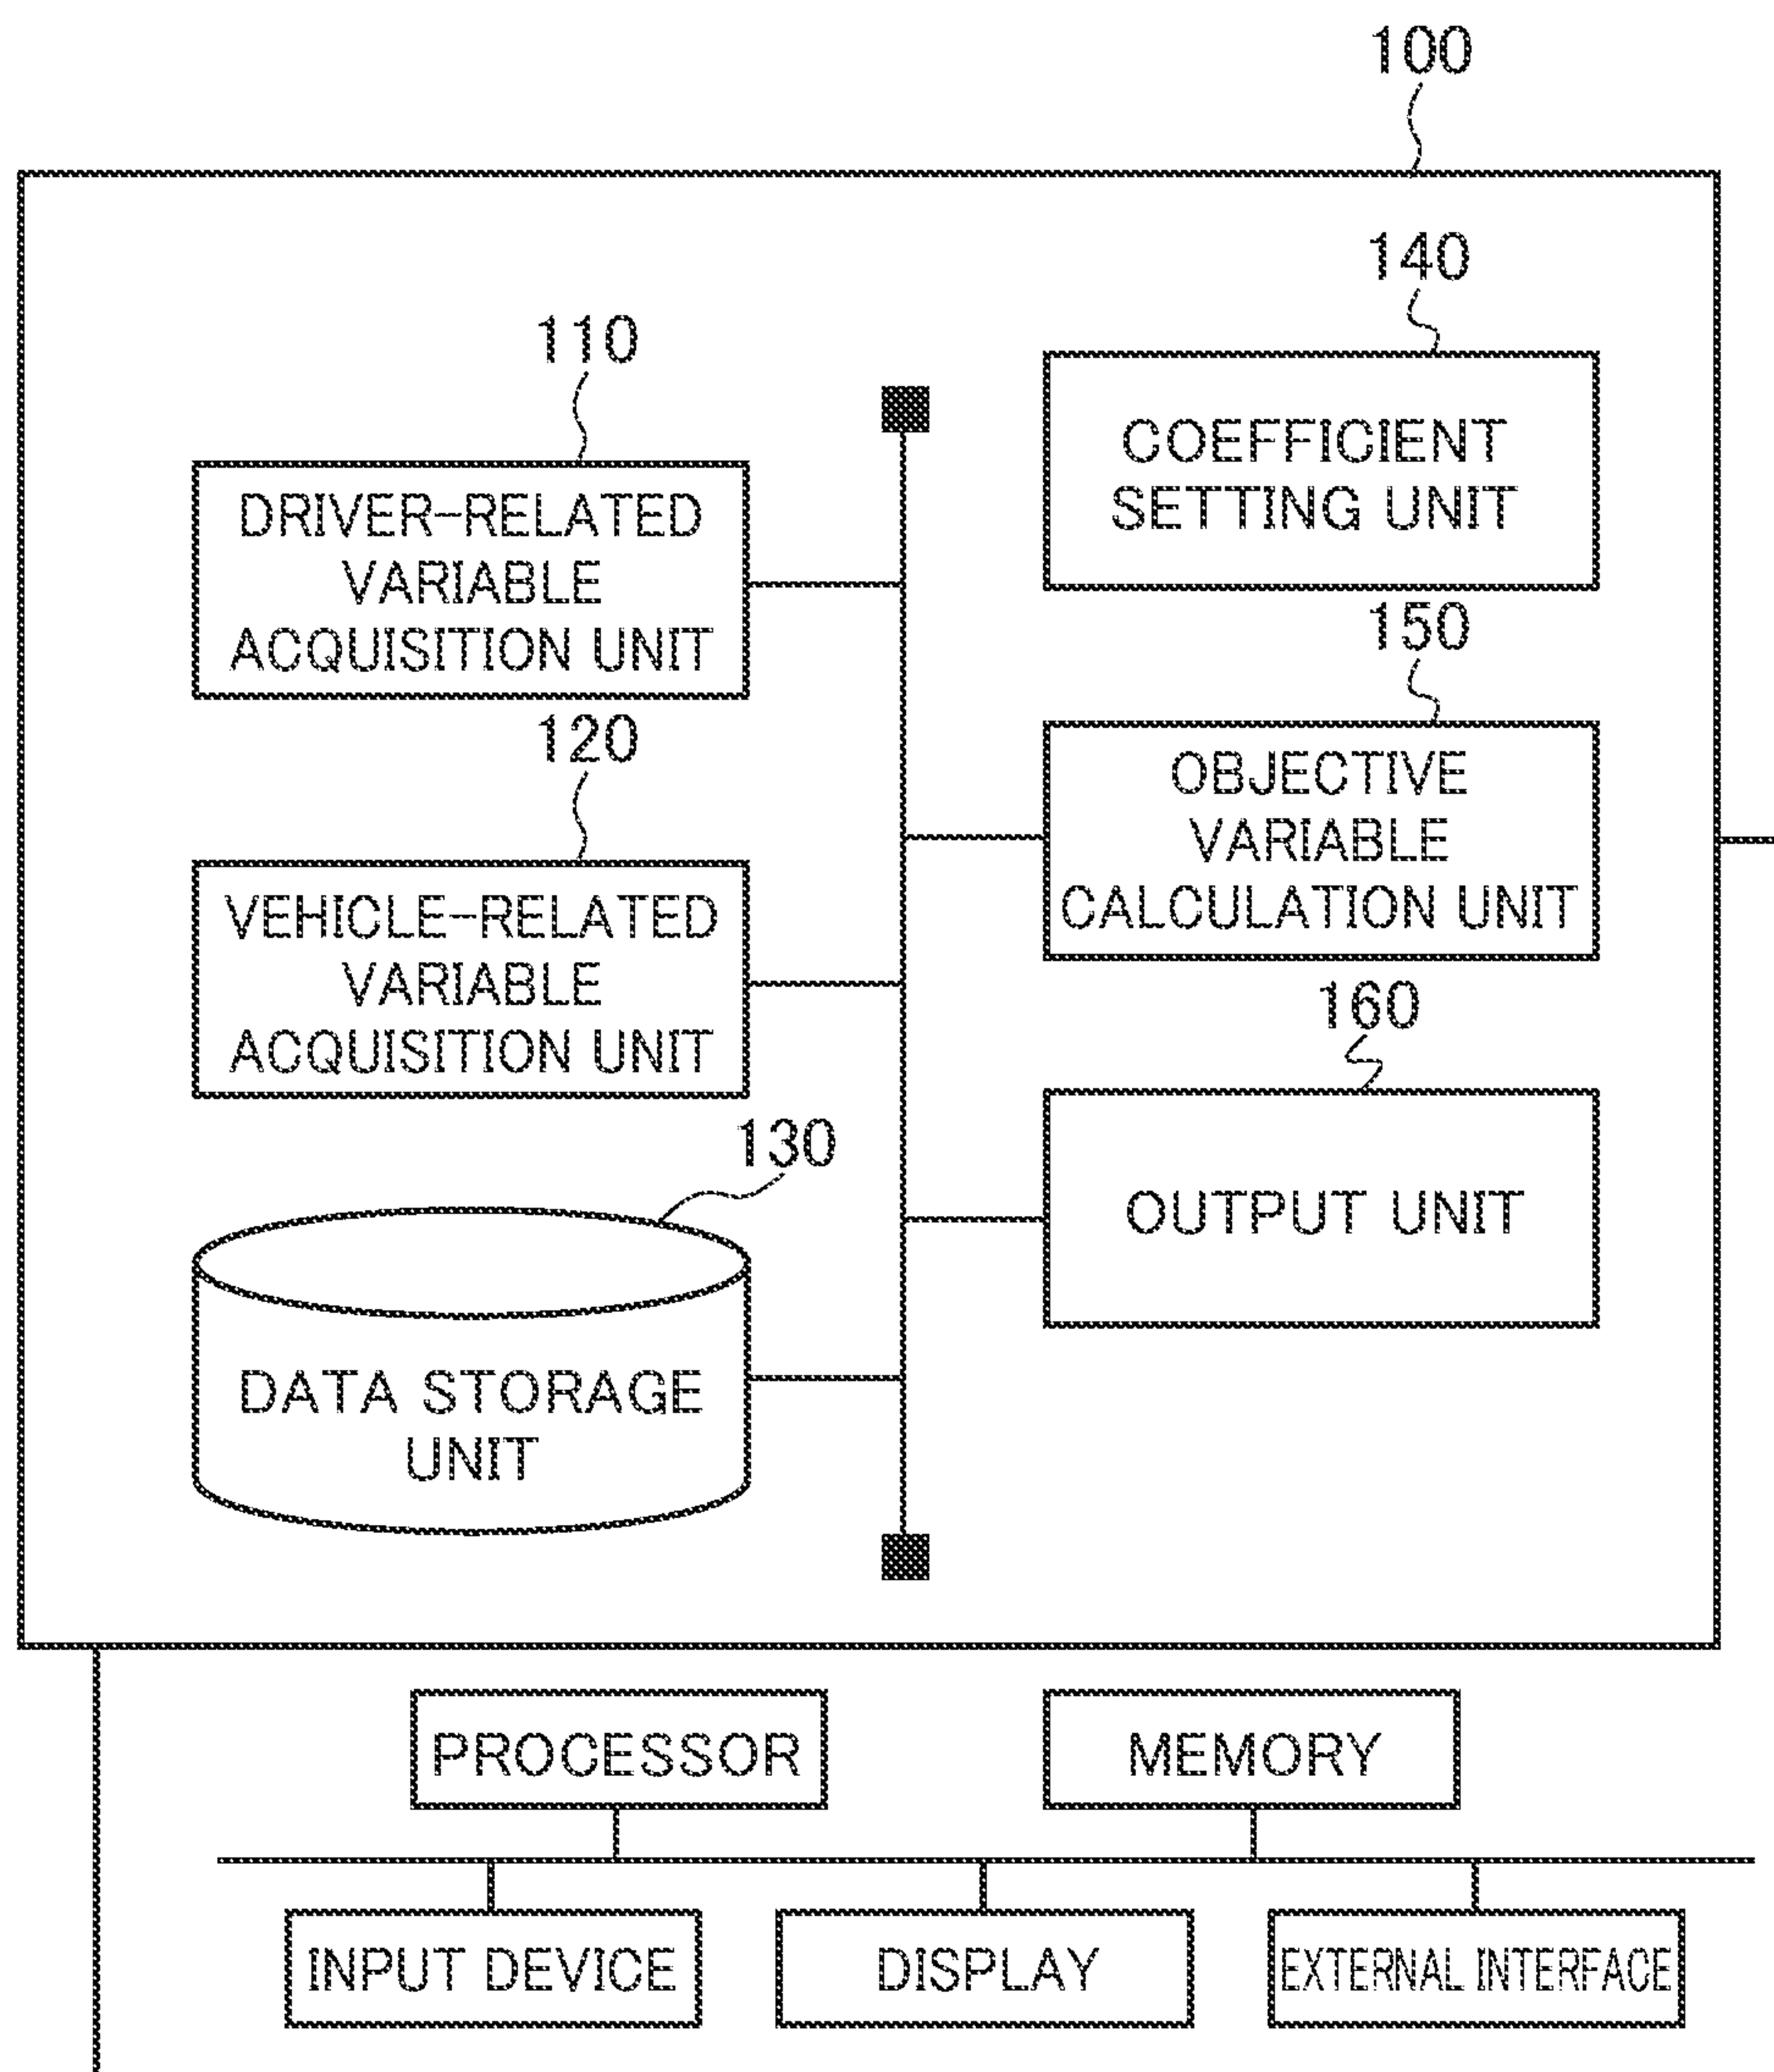 100
110
DRIVER-RELATED
VARIABLE
ACQUISITION UNIT
120
VEHICLE-RELATED
VARIABLE
ACQUISITION UNIT
130
DATA STORAGE
UNIT
140
COEFFICIENT
SETTING UNIT
150
OBJECTIVE
VARIABLE
CALCULATION UNIT
160
OUTPUT UNIT
PROCESSOR
MEMORY
INPUT DEVICE
DISPLAY
EXTERNAL INTERFACE